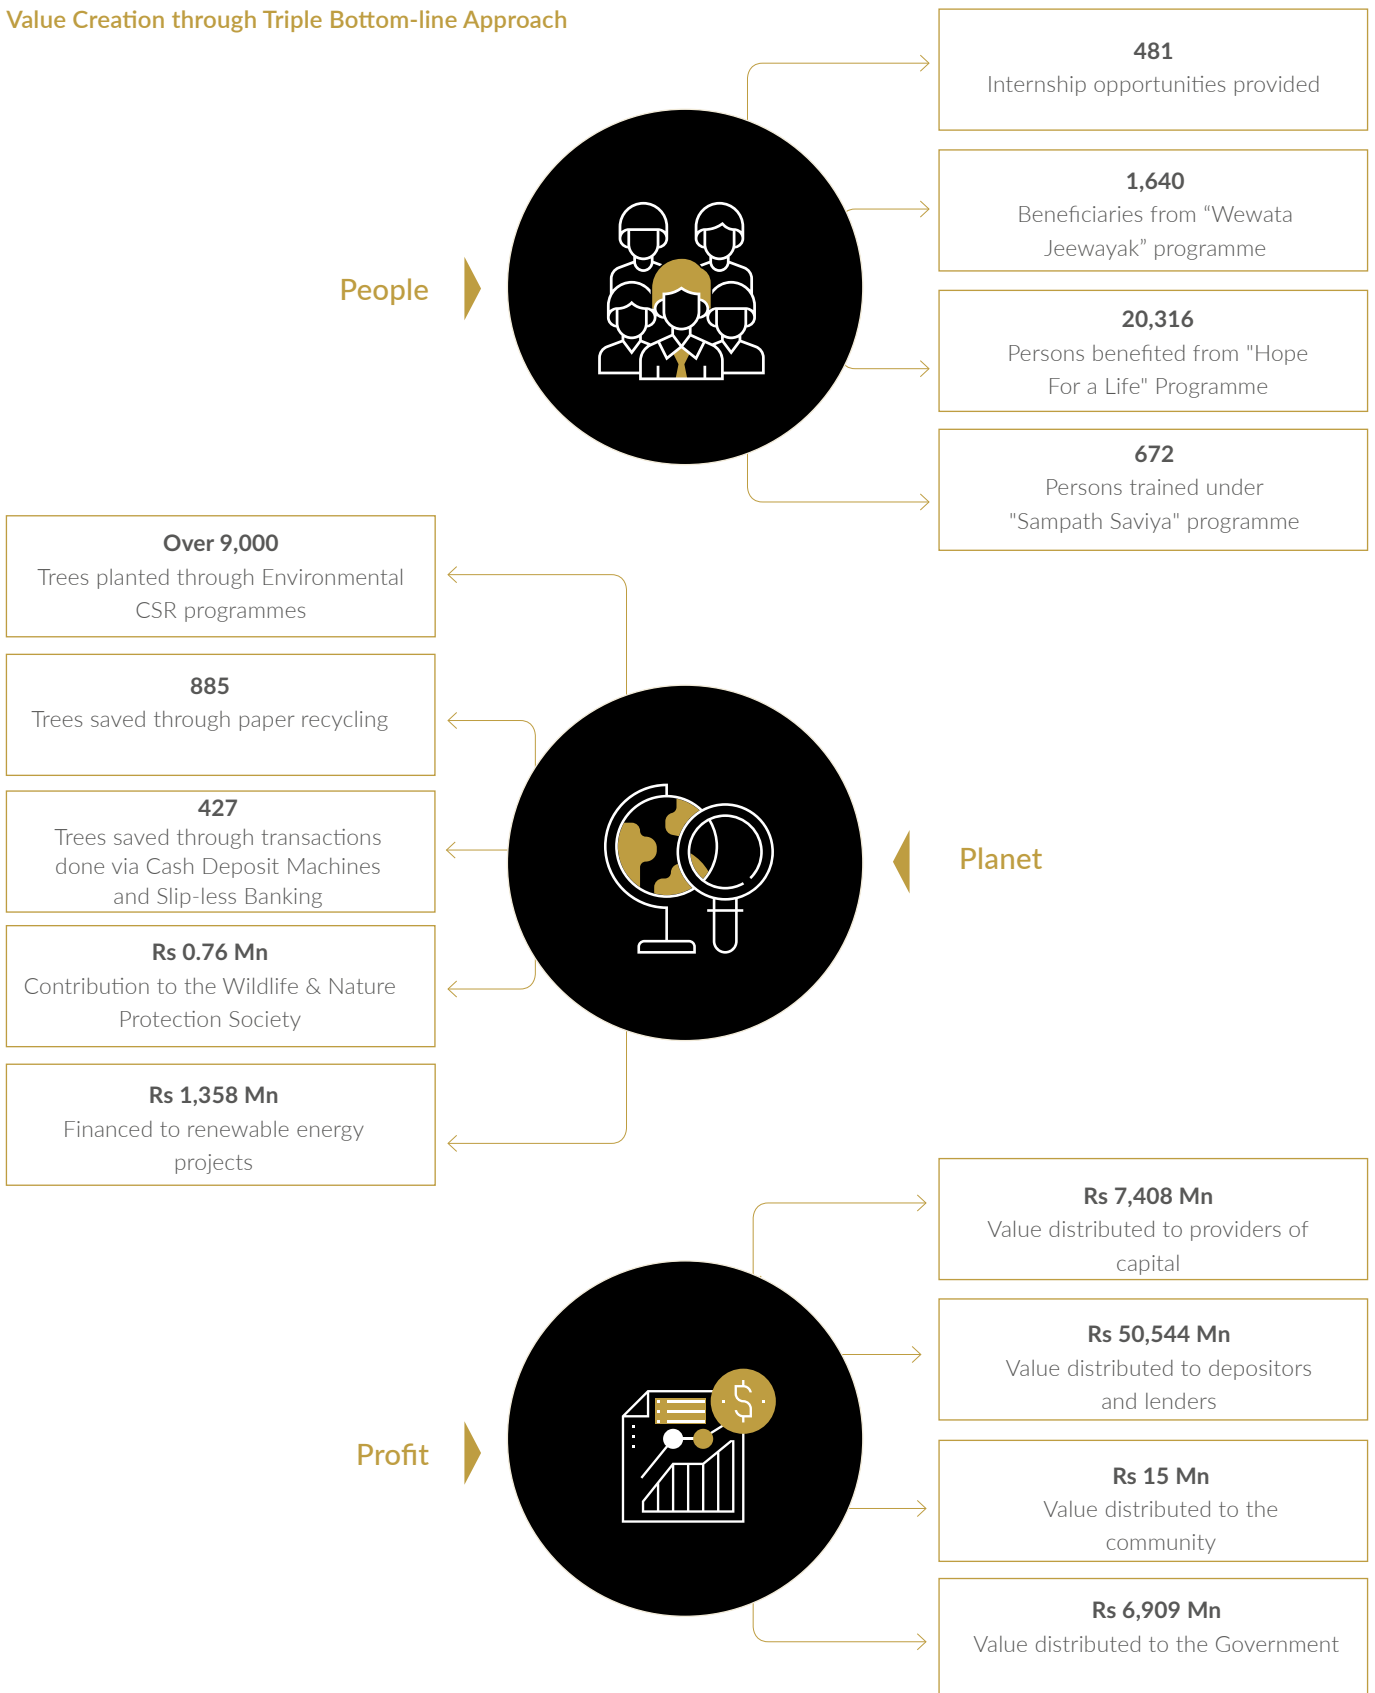 Value Creation through Triple Bottom-line Approach
People
481
Internship opportunities provided
1,640
Beneficiaries from “Wewata
Jeewayak” programme
20,316
Persons benefited from "Hope
For a Life" Programme
672
Persons trained under
"Sampath Saviya" programme
Planet
Over 9,000
Trees planted through Environmental
CSR programmes
885
Trees saved through paper recycling
427
Trees saved through transactions
done via Cash Deposit Machines
and Slip-less Banking
Rs 0.76 Mn
Contribution to the Wildlife & Nature
Protection Society
Rs 1,358 Mn
Financed to renewable energy
projects
Profit
$
Rs 7,408 Mn
Value distributed to providers of
capital
Rs 50,544 Mn
Value distributed to depositors
and lenders
Rs 15 Mn
Value distributed to the
community
Rs 6,909 Mn
Value distributed to the Government